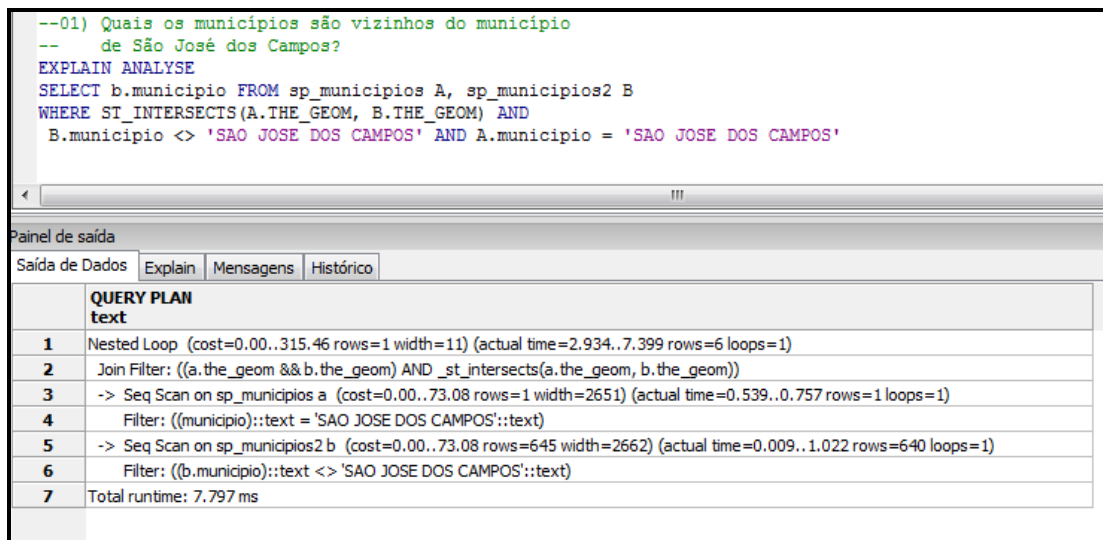 --01) Quais os municípios são vizinhos do município
-- de São José dos Campos?
EXPLAIN ANALYSE
SELECT b.municipio FROM sp_municipios A, sp_municipios2 B
WHERE ST_INTERSECTS(A.THE_GEOM, B.THE_GEOM) AND
B.municipio <> 'SAO JOSE DOS CAMPOS' AND A.municipio = 'SAO JOSE DOS CAMPOS'
Painel de saída
Saída de Dados Explain Mensagens Histórico
QUERY PLAN
text
1 Nested Loop (cost=0.00..315.46 rows=1 width=11) (actual time=2.934..7.399 rows=6 loops=1)
2 Join Filter: ((a.the_geom && b.the_geom) AND _st_intersects(a.the_geom, b.the_geom))
3 -> Seq Scan on sp_municipios a (cost=0.00..73.08 rows=1 width=2651) (actual time=0.539..0.757 rows=1 loops=1)
4 Filter: ((municipio)::text = 'SAO JOSE DOS CAMPOS'::text)
5 -> Seq Scan on sp_municipios2 b (cost=0.00..73.08 rows=645 width=2662) (actual time=0.009..1.022 rows=640 loops=1)
6 Filter: ((b.municipio)::text <> 'SAO JOSE DOS CAMPOS'::text)
7 Total runtime: 7.797 ms